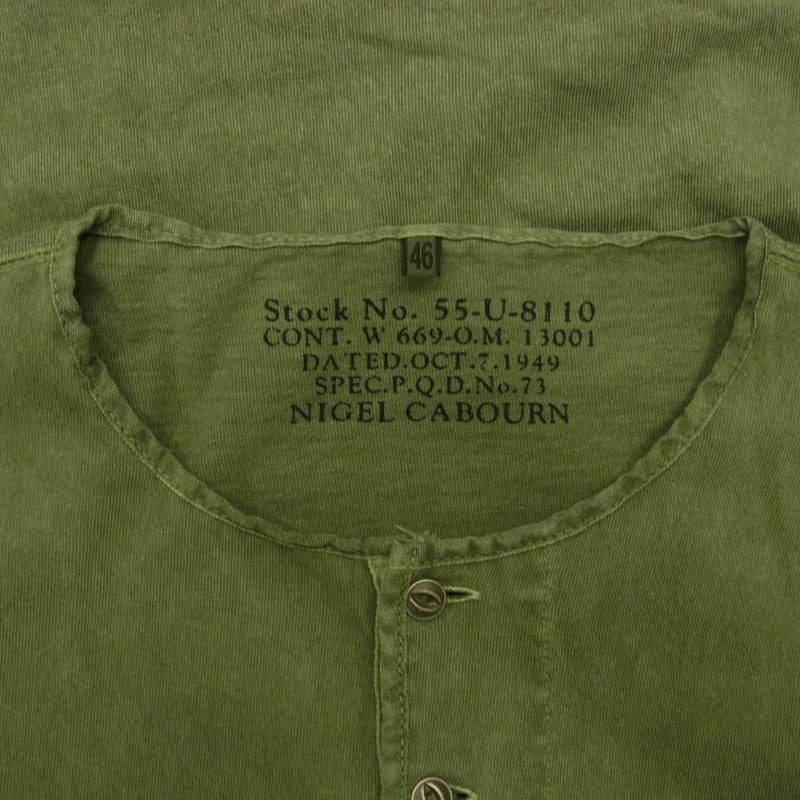 46
Stock No. 55-U-8110
CONT. W 669-O.M. 13001
DATED.OCT.7.1949
SPEC.P.Q.D.No.73
NIGEL CABOURN